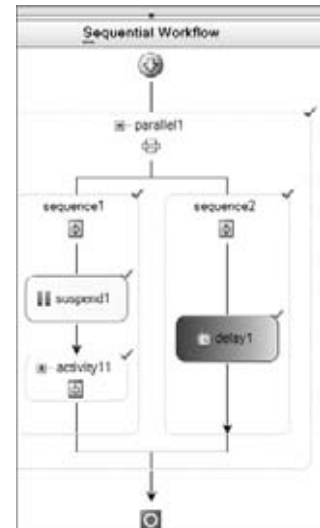 Sequential Workflow
parallel1
sequence1
sequence2
suspend1
delay1
activity11